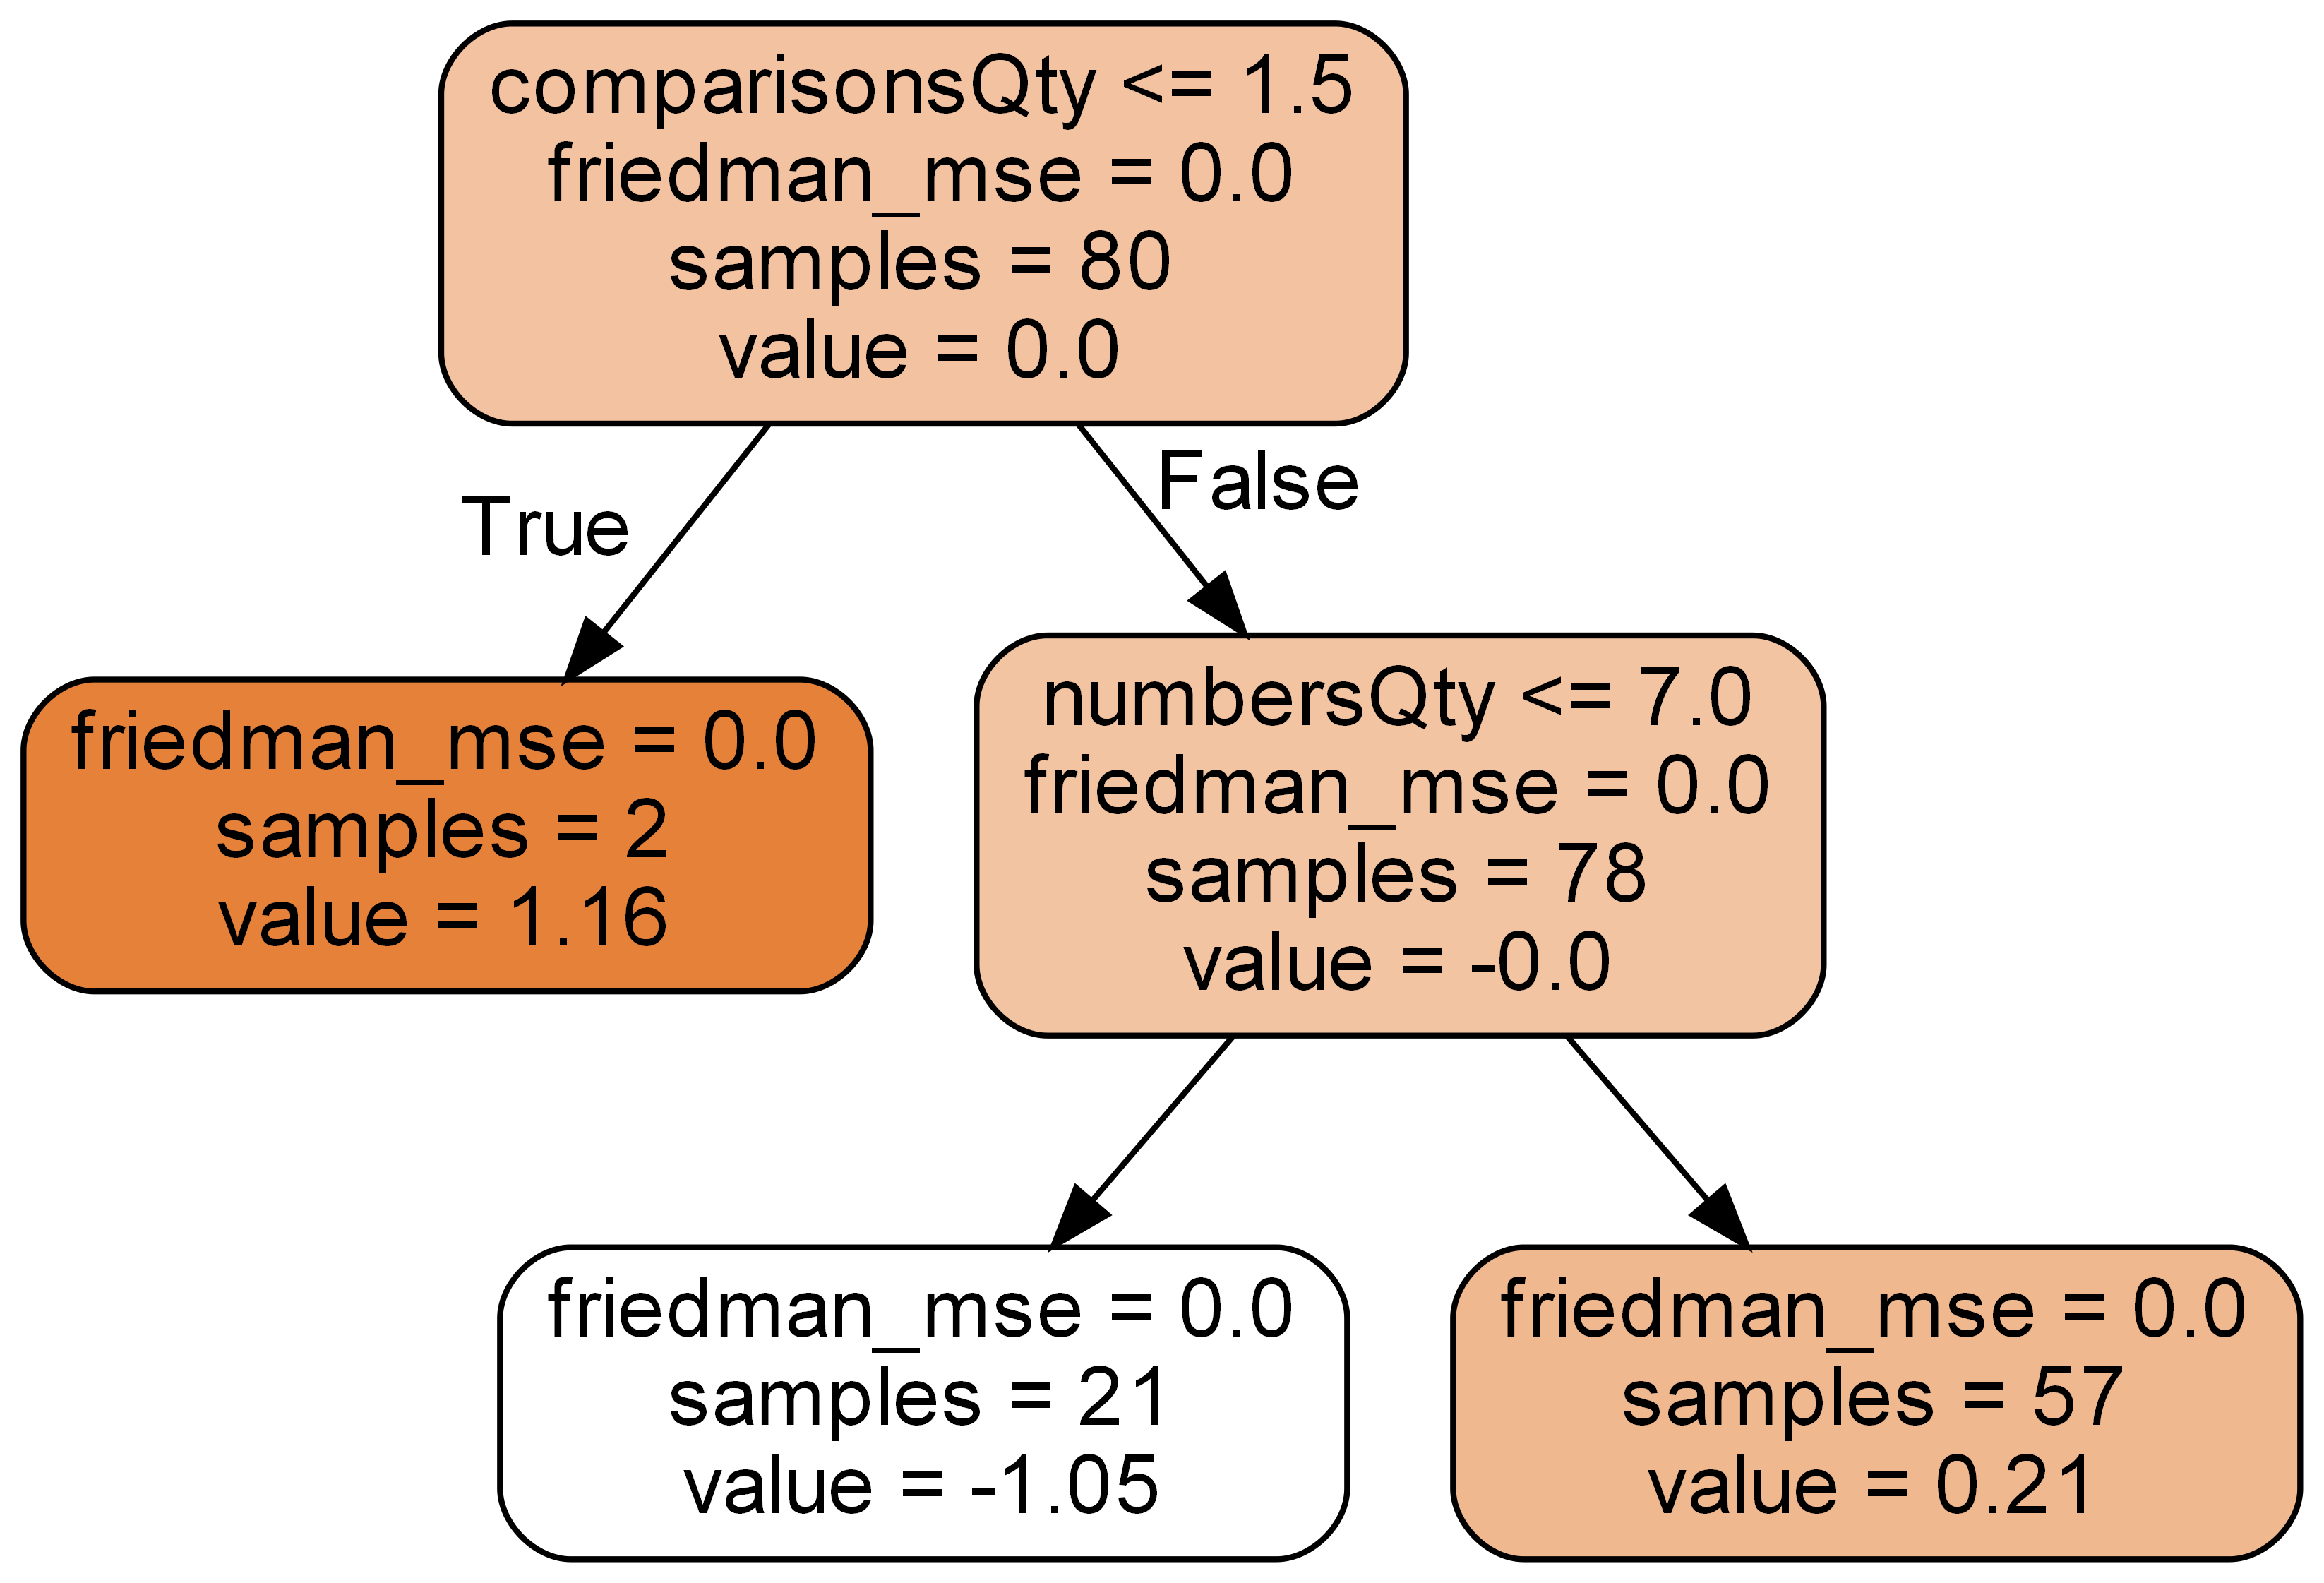 comparisonsQty <= 1.5
friedman_mse = 0.0
samples = 80
value = 0.0
True
False
friedman_mse = 0.0
samples = 2
value = 1.16
numbersQty <= 7.0
friedman_mse = 0.0
samples = 78
value = -0.0
friedman_mse = 0.0
samples = 21
value = -1.05
friedman_mse = 0.0
samples = 57
value = 0.21